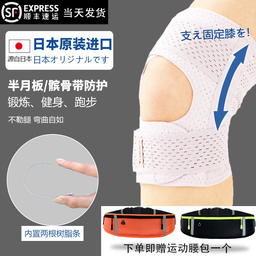 SF EXPRESS
顺丰速运
当天发货
源自日本
日本原装进口
日本オリジナルです
半月板/髌骨带防护
锻炼、健身、跑步
不勒腿 弯曲自如
支え固定膝を!
内置两根树脂条
下单即赠运动腰包一个